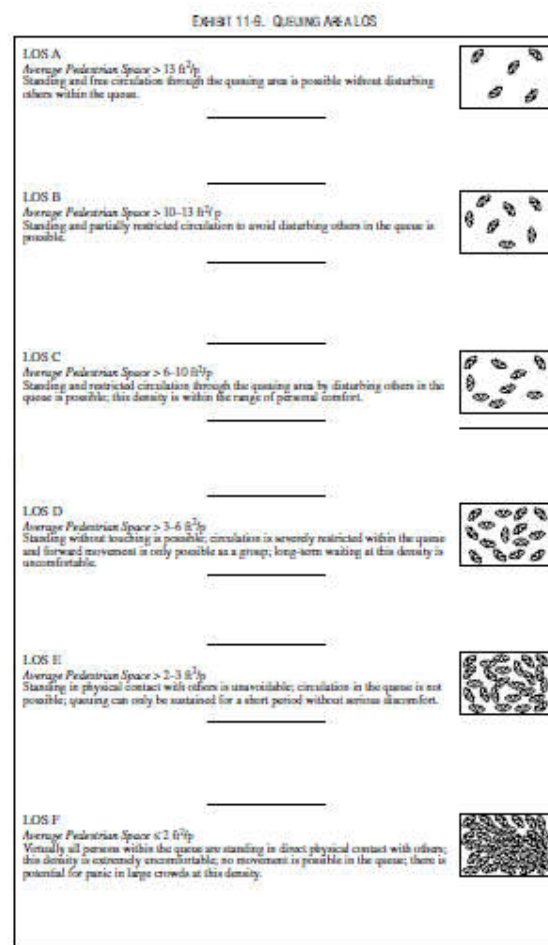 EXHIBIT 11-9. QUEUING AREA LOS
LOS A
Average Pedestrian Space > 13 ft²/p
Standing and free circulation through the queuing area is possible without disturbing
others within the queue.
LOS B
Average Pedestrian Space > 10–13 ft²/p
Standing and partially restricted circulation to avoid disturbing others in the queue is
possible.
LOS C
Average Pedestrian Space > 6–10 ft²/p
Standing and restricted circulation through the queuing area by disturbing others in the
queue is possible; this density is within the range of personal comfort.
LOS D
Average Pedestrian Space > 3–6 ft²/p
Standing without touching is possible; circulation is severely restricted within the queue
and forward movement is only possible as a group; long-term waiting at this density is
uncomfortable.
LOS E
Average Pedestrian Space > 2–3 ft²/p
Standing in physical contact with others is unavoidable; circulation in the queue is not
possible; queuing can only be sustained for a short period without serious discomfort.
LOS F
Average Pedestrian Space ≤ 2 ft²/p
Virtually all persons within the queue are standing in direct physical contact with others;
this density is extremely uncomfortable; no movement is possible in the queue; there is
potential for panic in large crowds at this density.